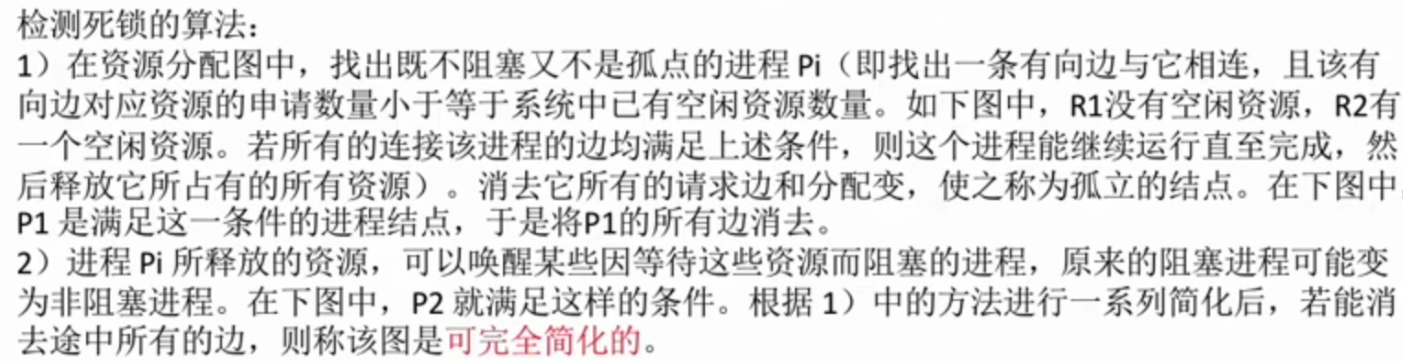 检测死锁的算法：
1）在资源分配图中，找出既不阻塞又不是孤点的进程 Pi（即找出一条有向边与它相连，且该有
向边对应资源的申请数量小于等于系统中已有空闲资源数量。如下图中，R1没有空闲资源，R2有
一个空闲资源。若所有的连接该进程的边均满足上述条件，则这个进程能继续运行直至完成，然
后释放它所占有的所有资源）。消去它所有的请求边和分配变，使之称为孤立的结点。在下图中，
P1 是满足这一条件的进程结点，于是将P1的所有边消去。
2）进程 Pi 所释放的资源，可以唤醒某些因等待这些资源而阻塞的进程，原来的阻塞进程可能变
为非阻塞进程。在下图中，P2 就满足这样的条件。根据 1）中的方法进行一系列简化后，若能消
去途中所有的边，则称该图是可完全简化的。